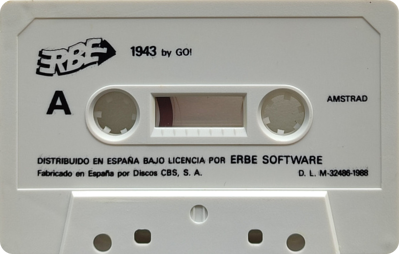 ERBE 1943 by GO!
A AMSTRAD
DISTRIBUIDO EN ESPAÑA BAJO LICENCIA POR ERBE SOFTWARE
Fabricado en España por Discos CBS, S. A. D. L. M-32486-1988